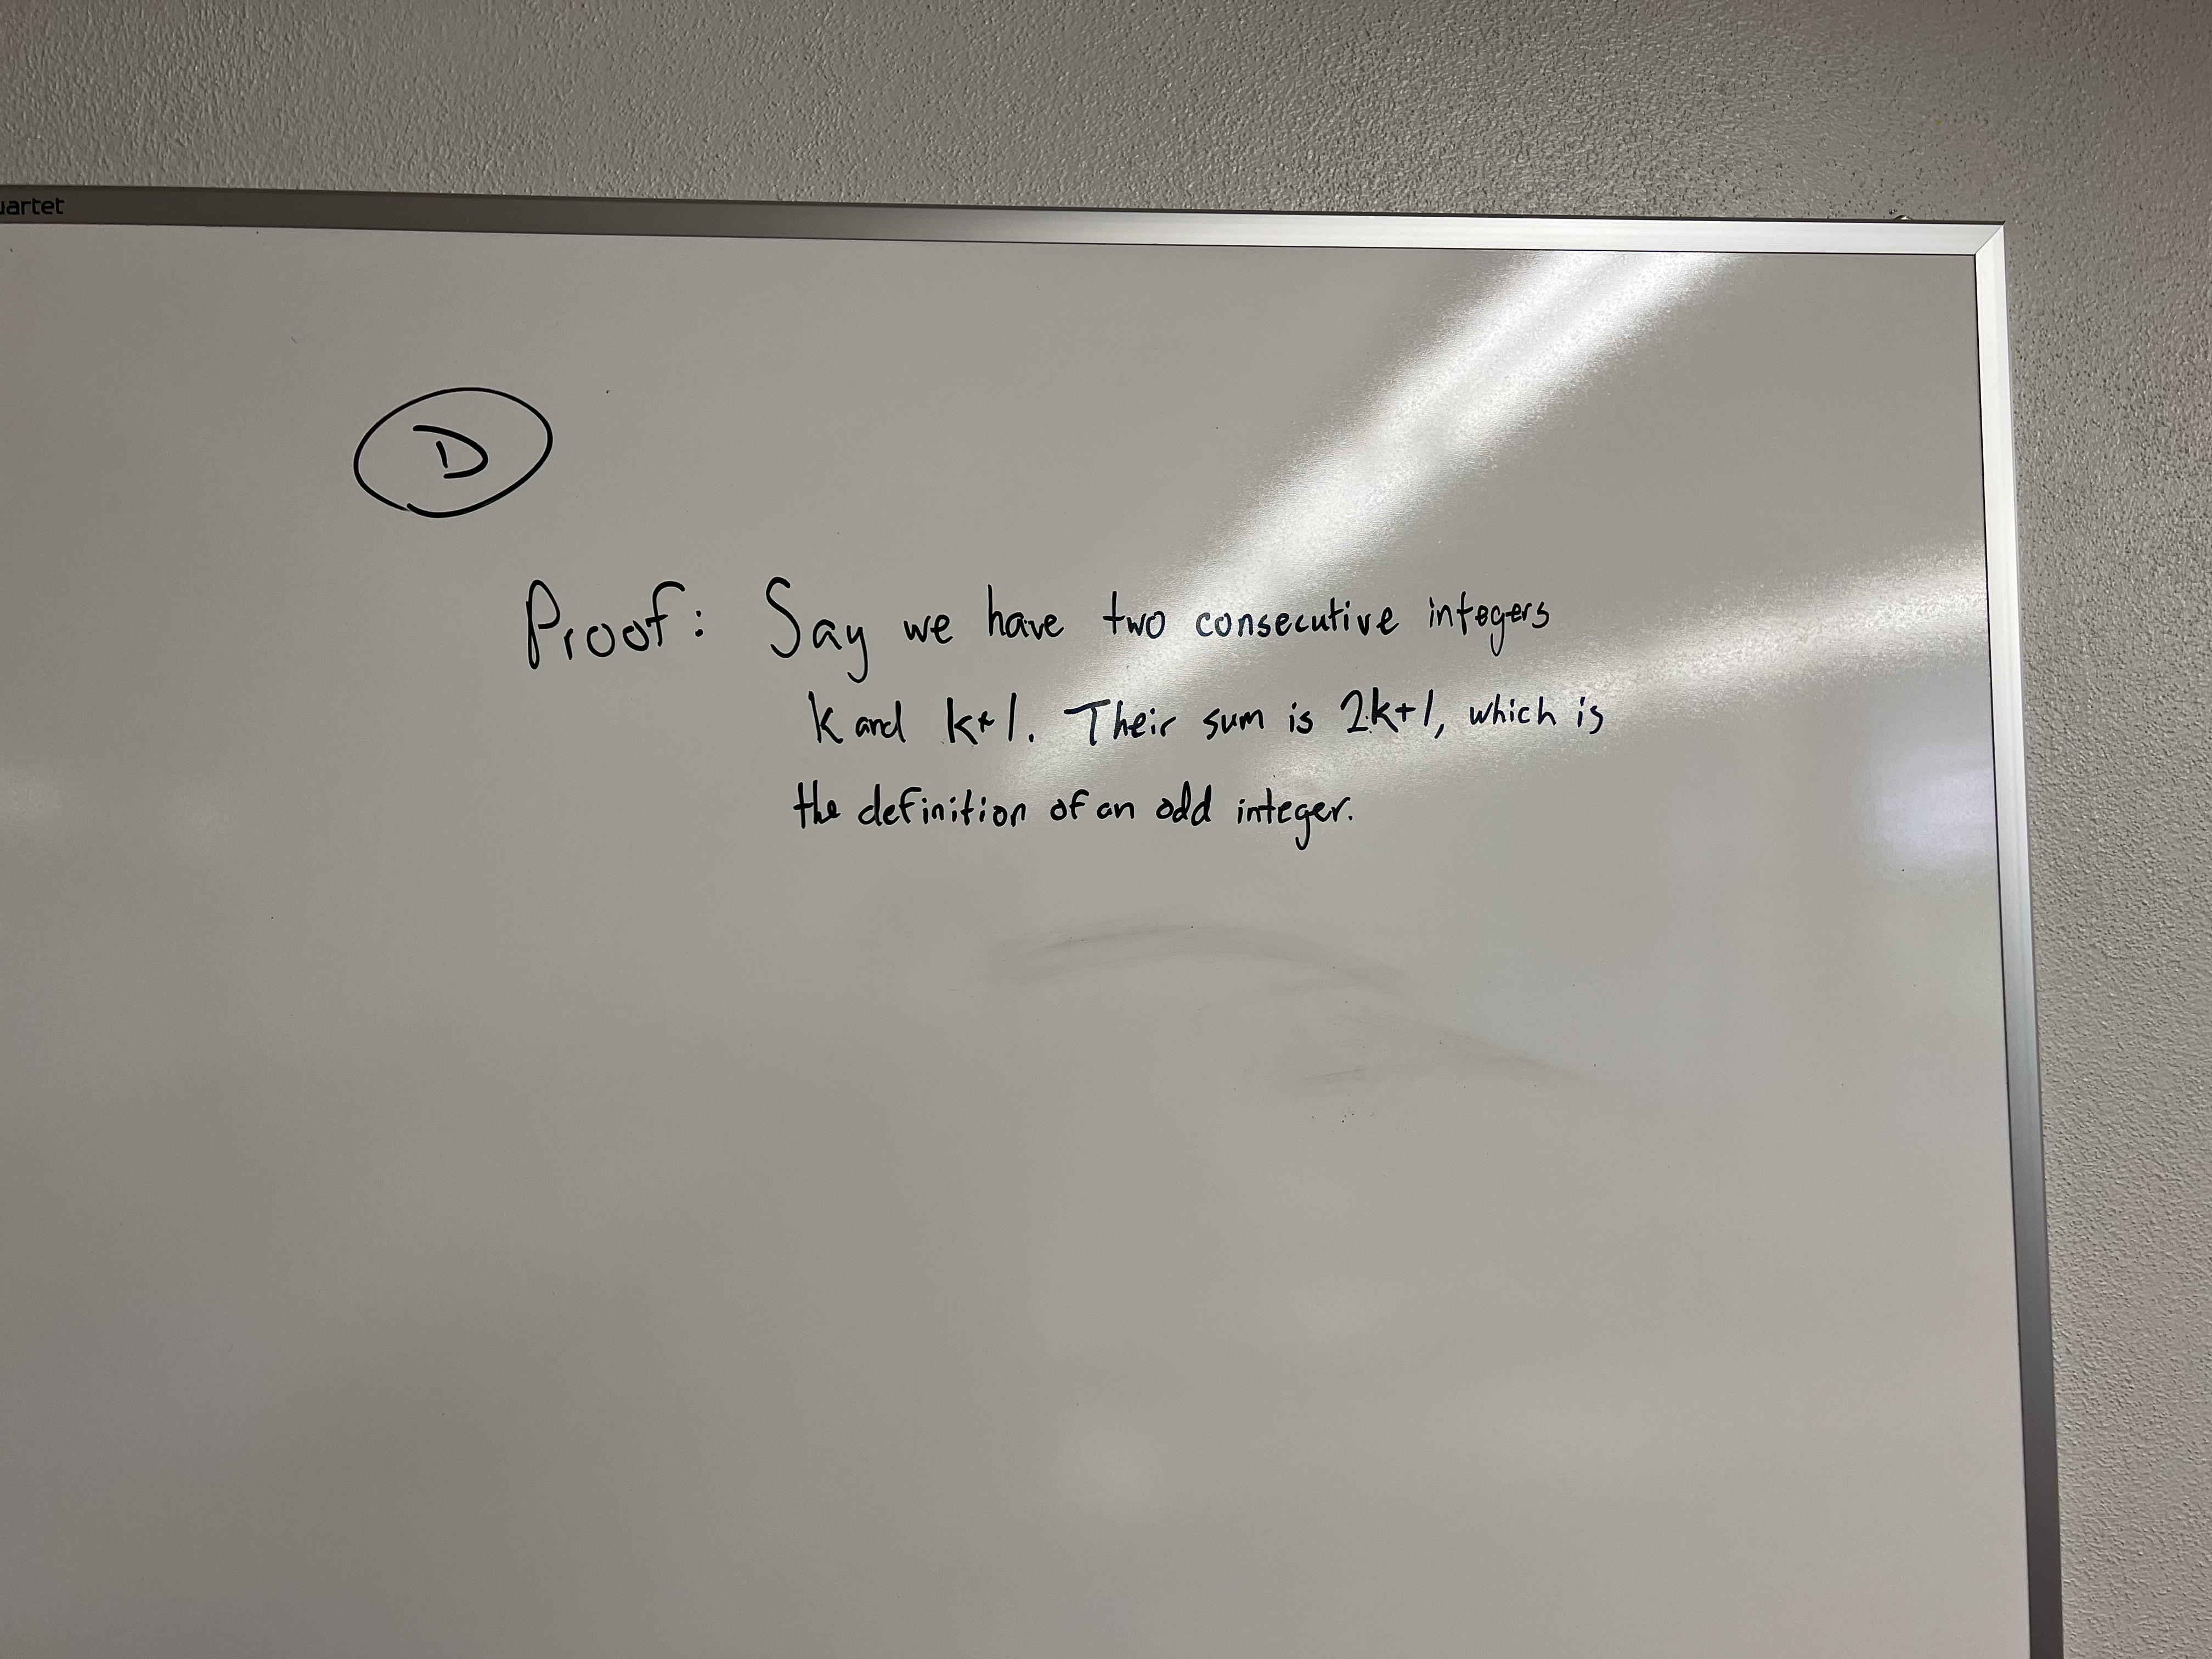 uartet
D
Proof: Say we have two consecutive integers
k and k+1. Their sum is 2k+1, which is
the definition of an odd integer.